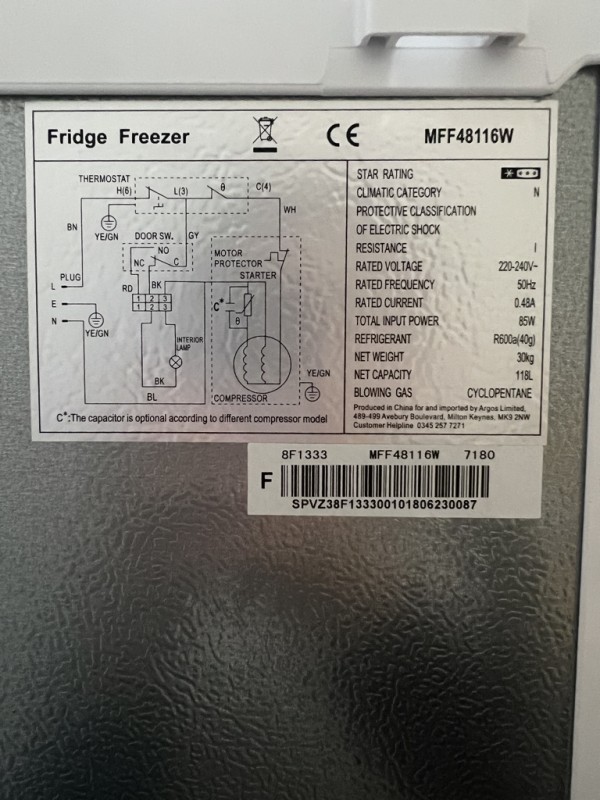 Fridge Freezer CE MFF48116W
THERMOSTAT
H(6) L(3) θ C(4)
BN YE/GN GY WH
DOOR SW.
NO
NC C
MOTOR
PROTECTOR
STARTER
PLUG
L
E
N
YE/GN
RD BK
1 2 3
1 2 3
C*
θ
INTERIOR
LAMP
BK
BL
COMPRESSOR
YE/GN
C*:The capacitor is optional according to different compressor model
STAR RATING
CLIMATIC CATEGORY N
PROTECTIVE CLASSIFICATION
OF ELECTRIC SHOCK
RESISTANCE I
RATED VOLTAGE 220-240V~
RATED FREQUENCY 50Hz
RATED CURRENT 0.48A
TOTAL INPUT POWER 85W
REFRIGERANT R600a(40g)
NET WEIGHT 30kg
NET CAPACITY 118L
BLOWING GAS CYCLOPENTANE
Produced in China for and imported by Argos Limited,
489-499 Avebury Boulevard, Milton Keynes, MK9 2NW
Customer Helpline 0345 257 7271
8F1333 MFF48116W 7180
F
SPVZ38F133300101806230087